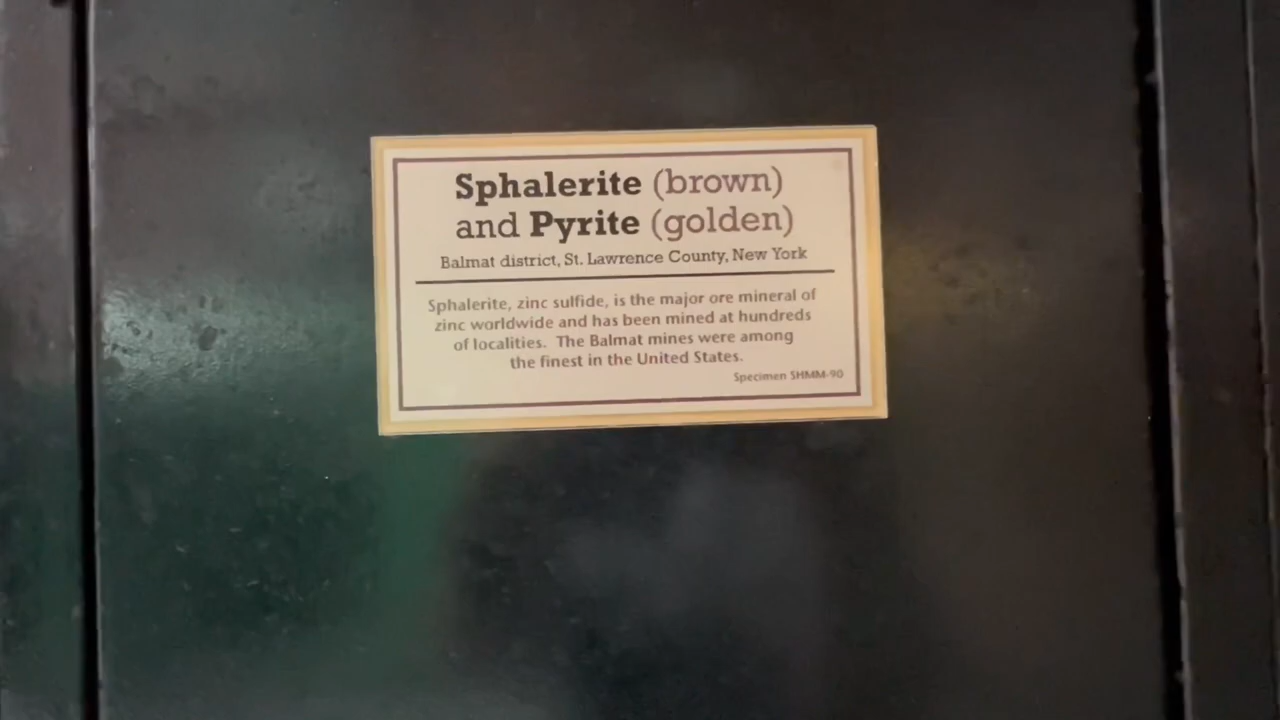 Sphalerite (brown)
and Pyrite (golden)
Balmat district, St. Lawrence County, New York
Sphalerite, zinc sulfide, is the major ore mineral of
zinc worldwide and has been mined at hundreds
of localities. The Balmat mines were among
the finest in the United States.
Specimen SHMM-90